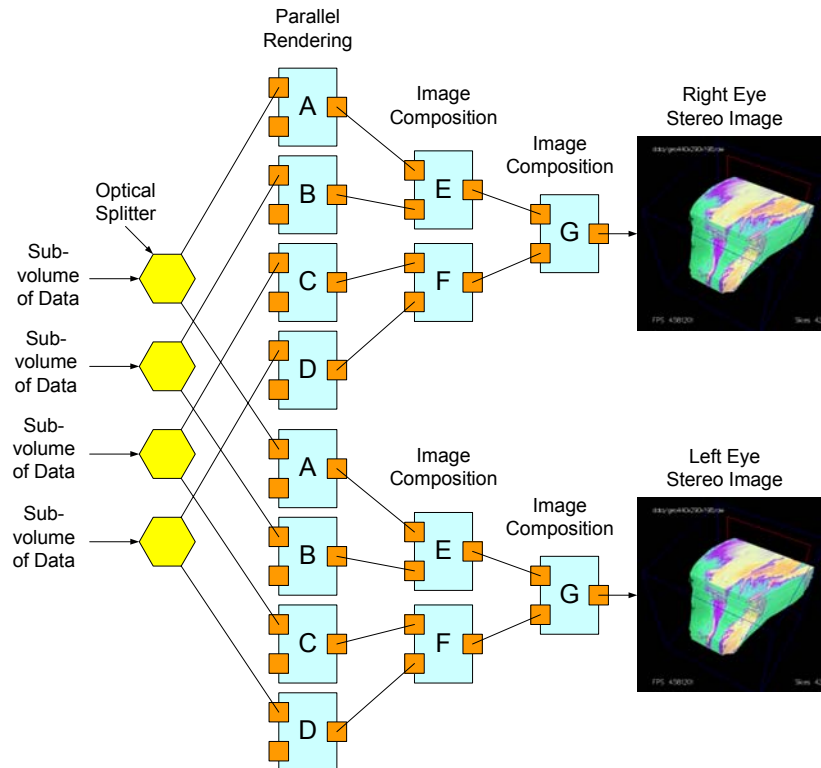 Parallel
Rendering
Image
Composition
Image
Composition
Right Eye
Stereo Image
A
B
C
D
E
F
G
Optical
Splitter
Sub-
volume
of Data
Sub-
volume
of Data
Sub-
volume
of Data
Sub-
volume
of Data
Image
Composition
Image
Composition
Left Eye
Stereo Image
A
B
C
D
E
F
G